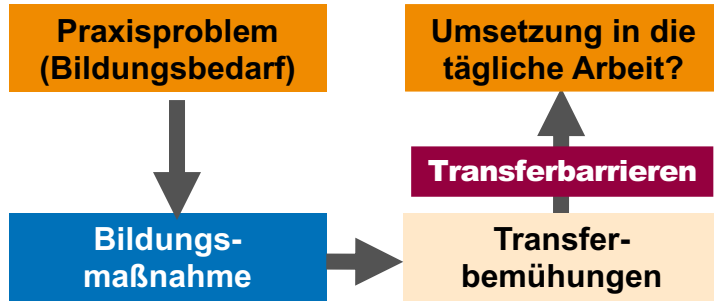 Praxisproblem
(Bildungsbedarf)
Umsetzung in die
tägliche Arbeit?
Transferbarrieren
Bildungs-
maßnahme
Transfer-
bemühungen